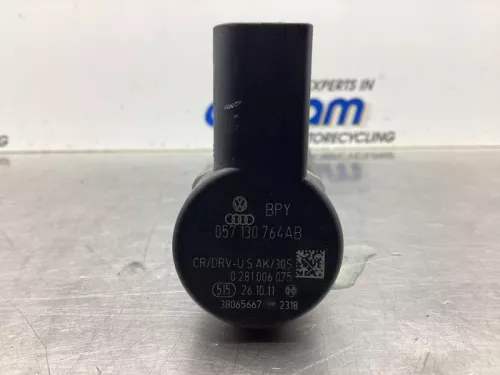 EXPERTS IN
am
TORECYCLING
BPY
057 130 764AB
CR/DRV-U S AK/30S
0 281 006 075
515 26.10.11
38065667 2318